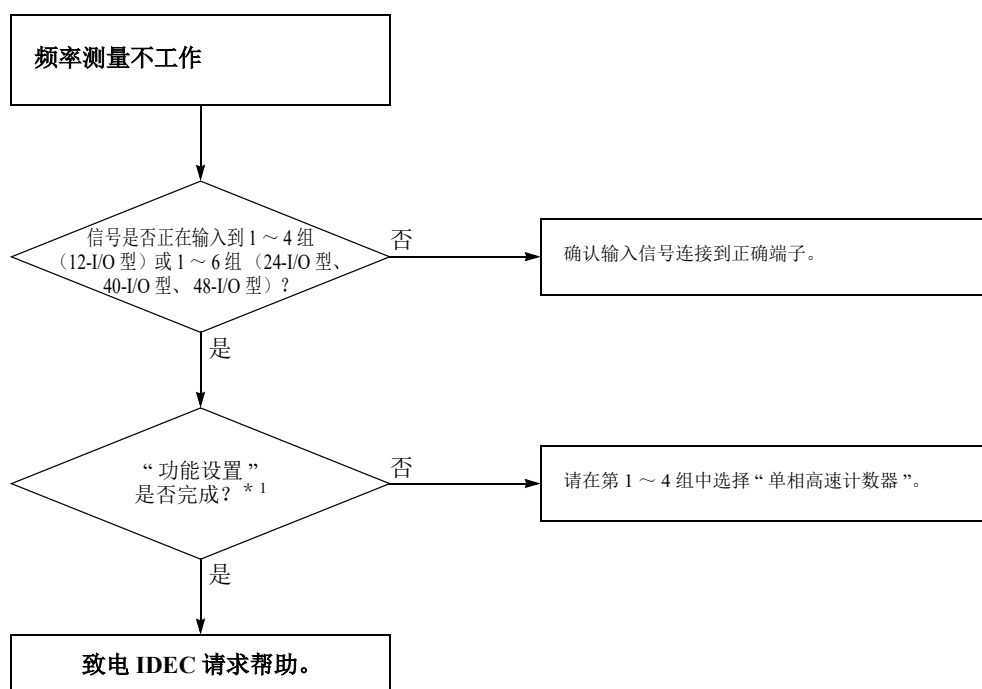 频率测量不工作
信号是否正在输入到 1 ～ 4 组
（12-I/O 型）或 1 ～ 6 组（24-I/O 型、
40-I/O 型、 48-I/O 型）？
否
确认输入信号连接到正确端子。
是
“ 功能设置 ”
是否完成？ * 1
否
请在第 1 ～ 4 组中选择 “ 单相高速计数器 ”。
是
致电 IDEC 请求帮助。